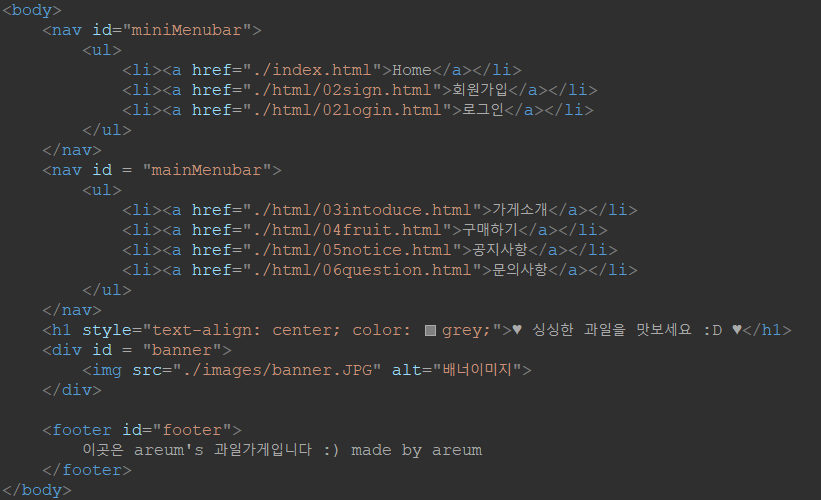 <body>
<nav id="miniMenubar">
<ul>
<li><a href="./index.html">Home</a></li>
<li><a href="./html/02sign.html">회원가입</a></li>
<li><a href="./html/02login.html">로그인</a></li>
</ul>
</nav>
<nav id = "mainMenubar">
<ul>
<li><a href="./html/03intoduce.html">가게소개</a></li>
<li><a href="./html/04fruit.html">구매하기</a></li>
<li><a href="./html/05notice.html">공지사항</a></li>
<li><a href="./html/06question.html">문의사항</a></li>
</ul>
</nav>
<h1 style="text-align: center; color: grey;">♥ 싱싱한 과일을 맛보세요 :D ♥</h1>
<div id = "banner">
<img src="./images/banner.JPG" alt="배너이미지">
</div>
<footer id="footer">
이곳은 areum's 과일가게입니다 :) made by areum
</footer>
</body>